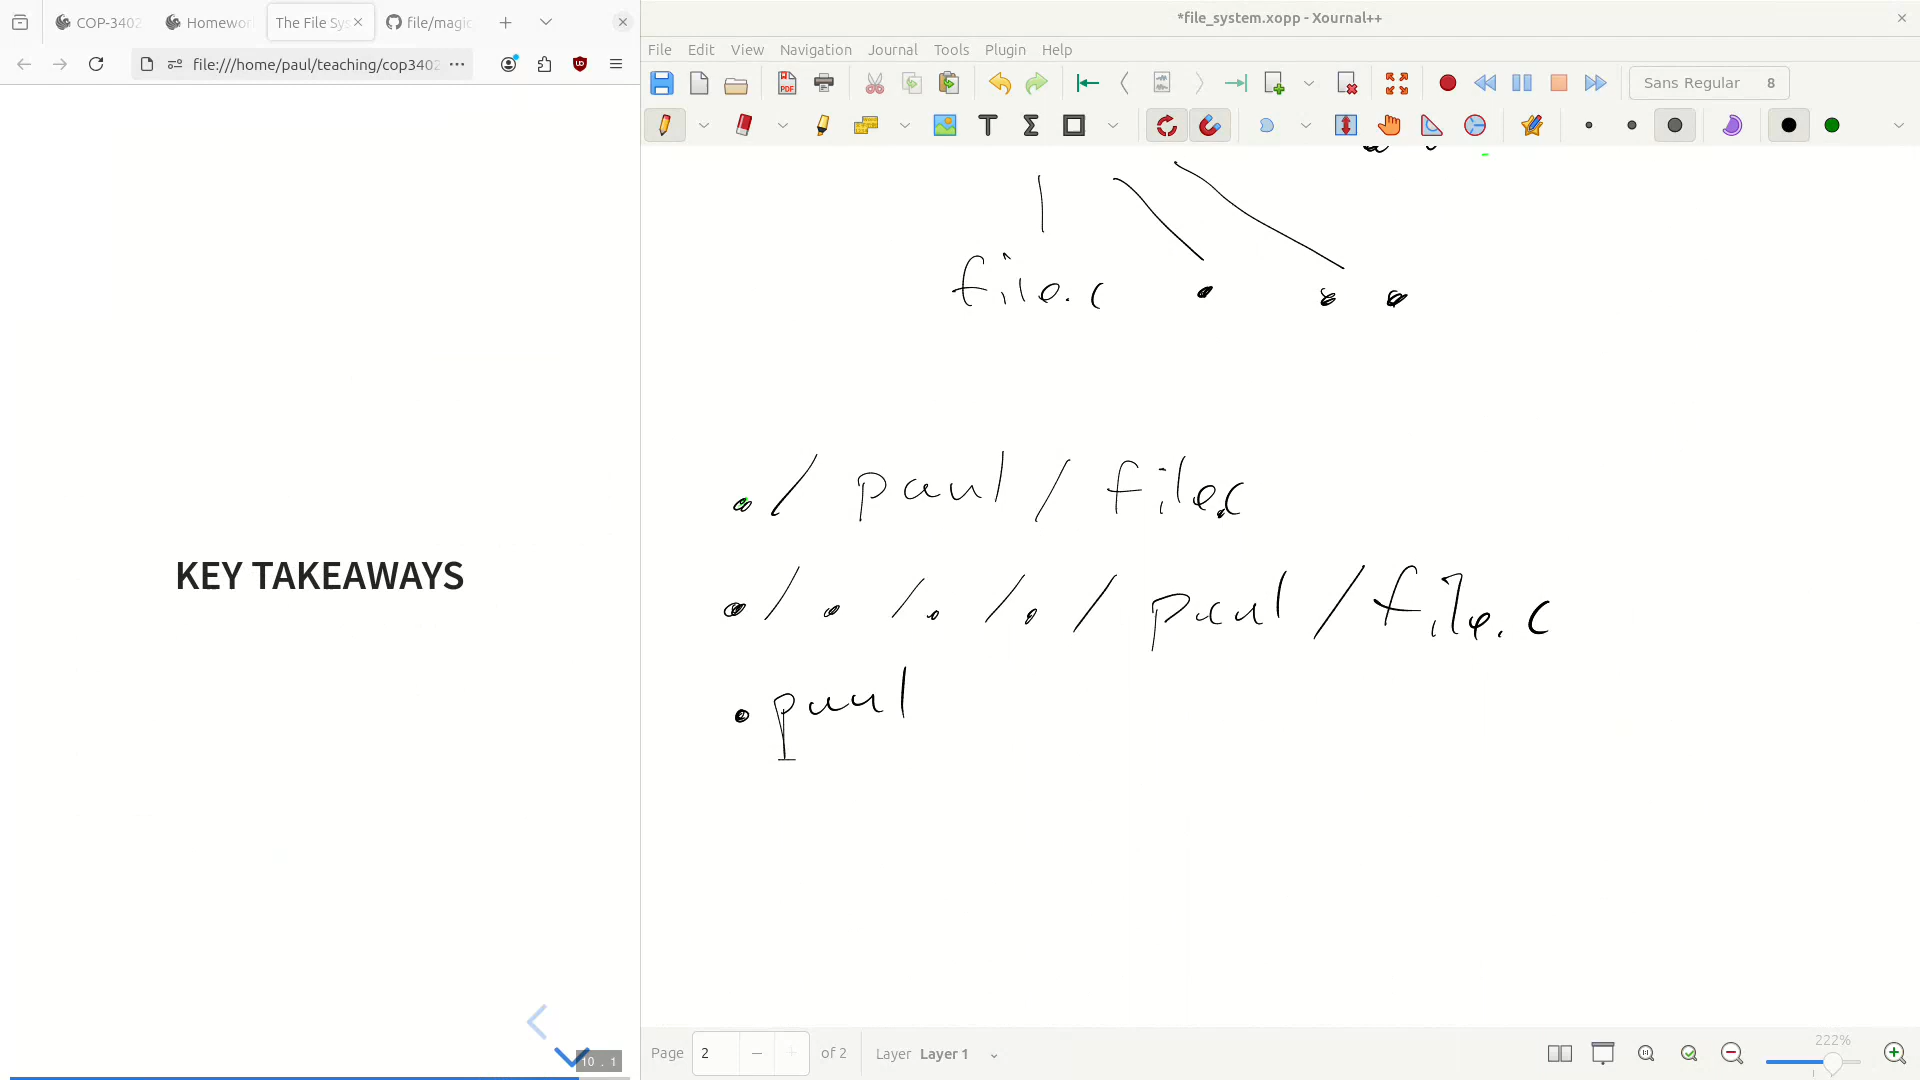 COP-3402
Homewor
The File Sys
file/magic
*file_system.xopp - Xournal++
file:///home/paul/teaching/cop3402
File Edit View Navigation Journal Tools Plugin Help
PDF
Sans Regular 8
T Σ
file.c . ..
KEY TAKEAWAYS
./ paul / file.c
./ . / . / . / paul / file.c
.paul
10 . 1
Page 2 of 2 Layer Layer 1
222%